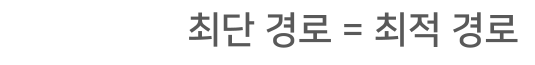 최단 경로 = 최적 경로